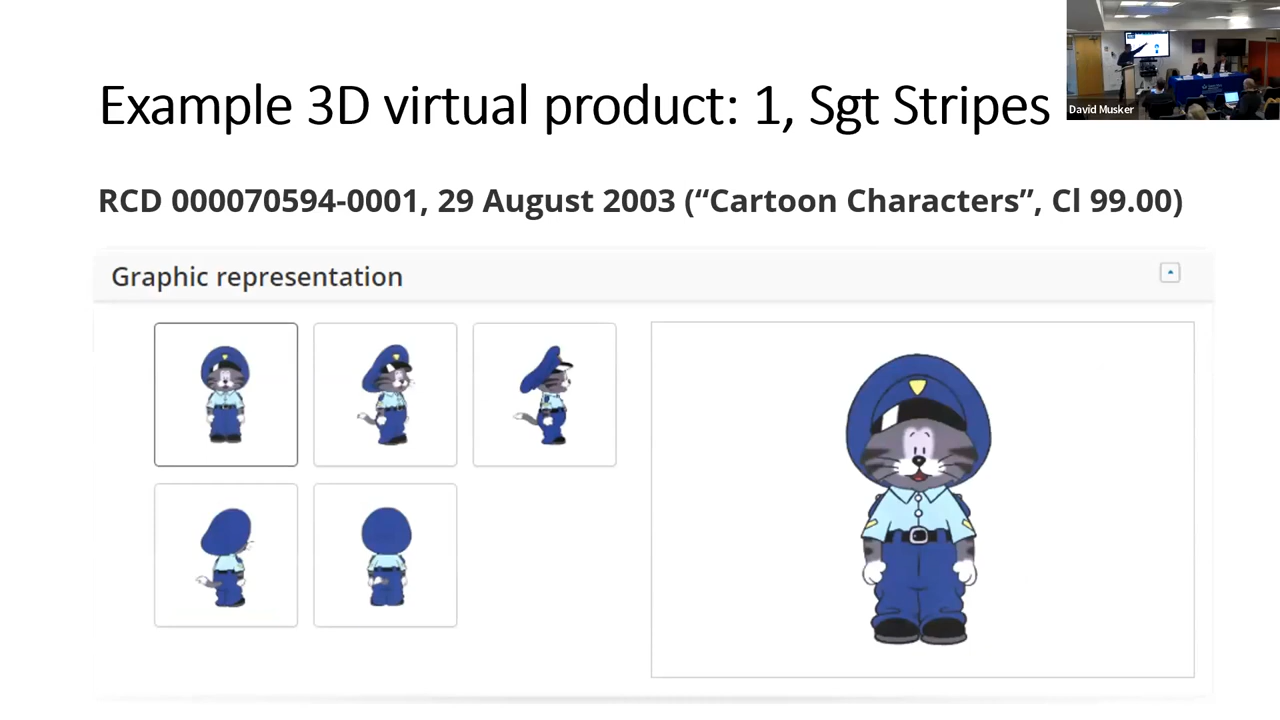 Example 3D virtual product: 1, Sgt Stripes
David Musker
RCD 000070594-0001, 29 August 2003 (“Cartoon Characters”, Cl 99.00)
Graphic representation